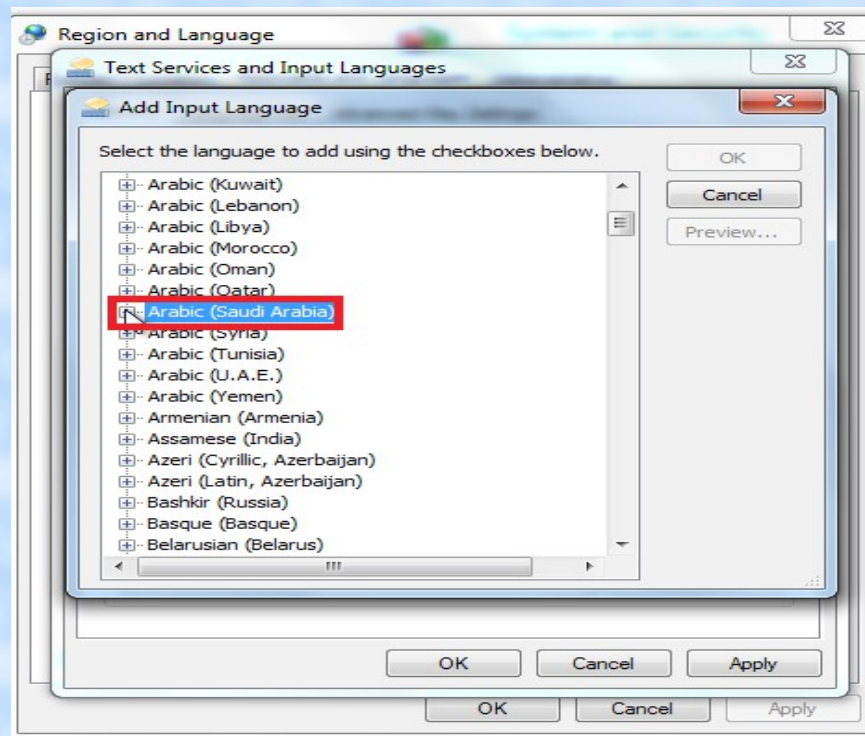 Region and Language
Text Services and Input Languages
Add Input Language
Select the language to add using the checkboxes below.
OK
Cancel
Preview...
Arabic (Kuwait)
Arabic (Lebanon)
Arabic (Libya)
Arabic (Morocco)
Arabic (Oman)
Arabic (Qatar)
Arabic (Saudi Arabia)
Arabic (Syria)
Arabic (Tunisia)
Arabic (U.A.E.)
Arabic (Yemen)
Armenian (Armenia)
Assamese (India)
Azeri (Cyrillic, Azerbaijan)
Azeri (Latin, Azerbaijan)
Bashkir (Russia)
Basque (Basque)
Belarusian (Belarus)
OK Cancel Apply
OK Cancel Apply